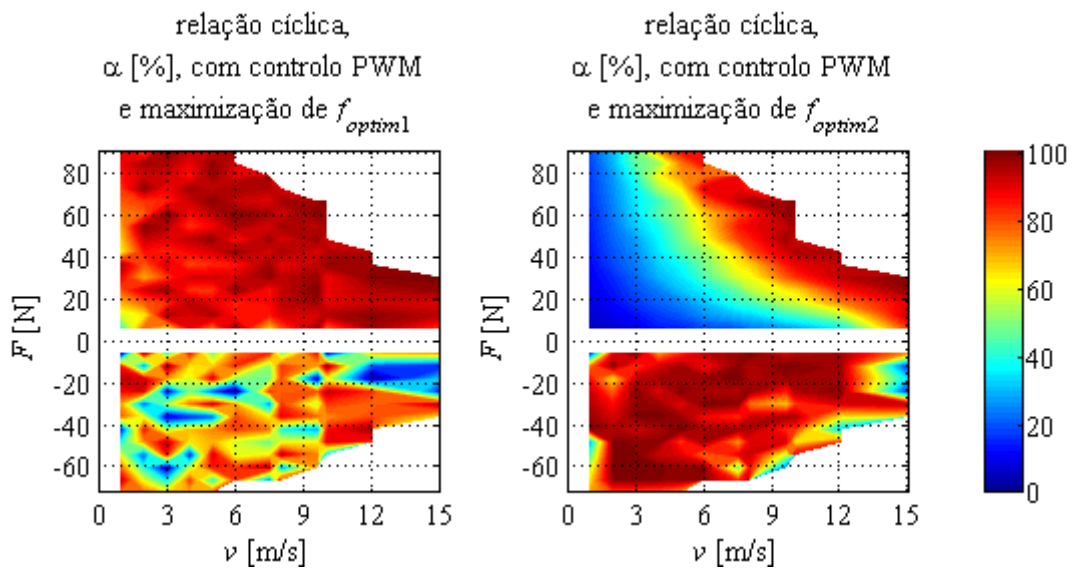 relação cíclica,
α [%], com controlo PWM
e maximização de f_optim1
relação cíclica,
α [%], com controlo PWM
e maximização de f_optim2
F [N]
80
60
40
20
0
-20
-40
-60
0 3 6 9 12 15
v [m/s]
F [N]
80
60
40
20
0
-20
-40
-60
0 3 6 9 12 15
v [m/s]
100
80
60
40
20
0